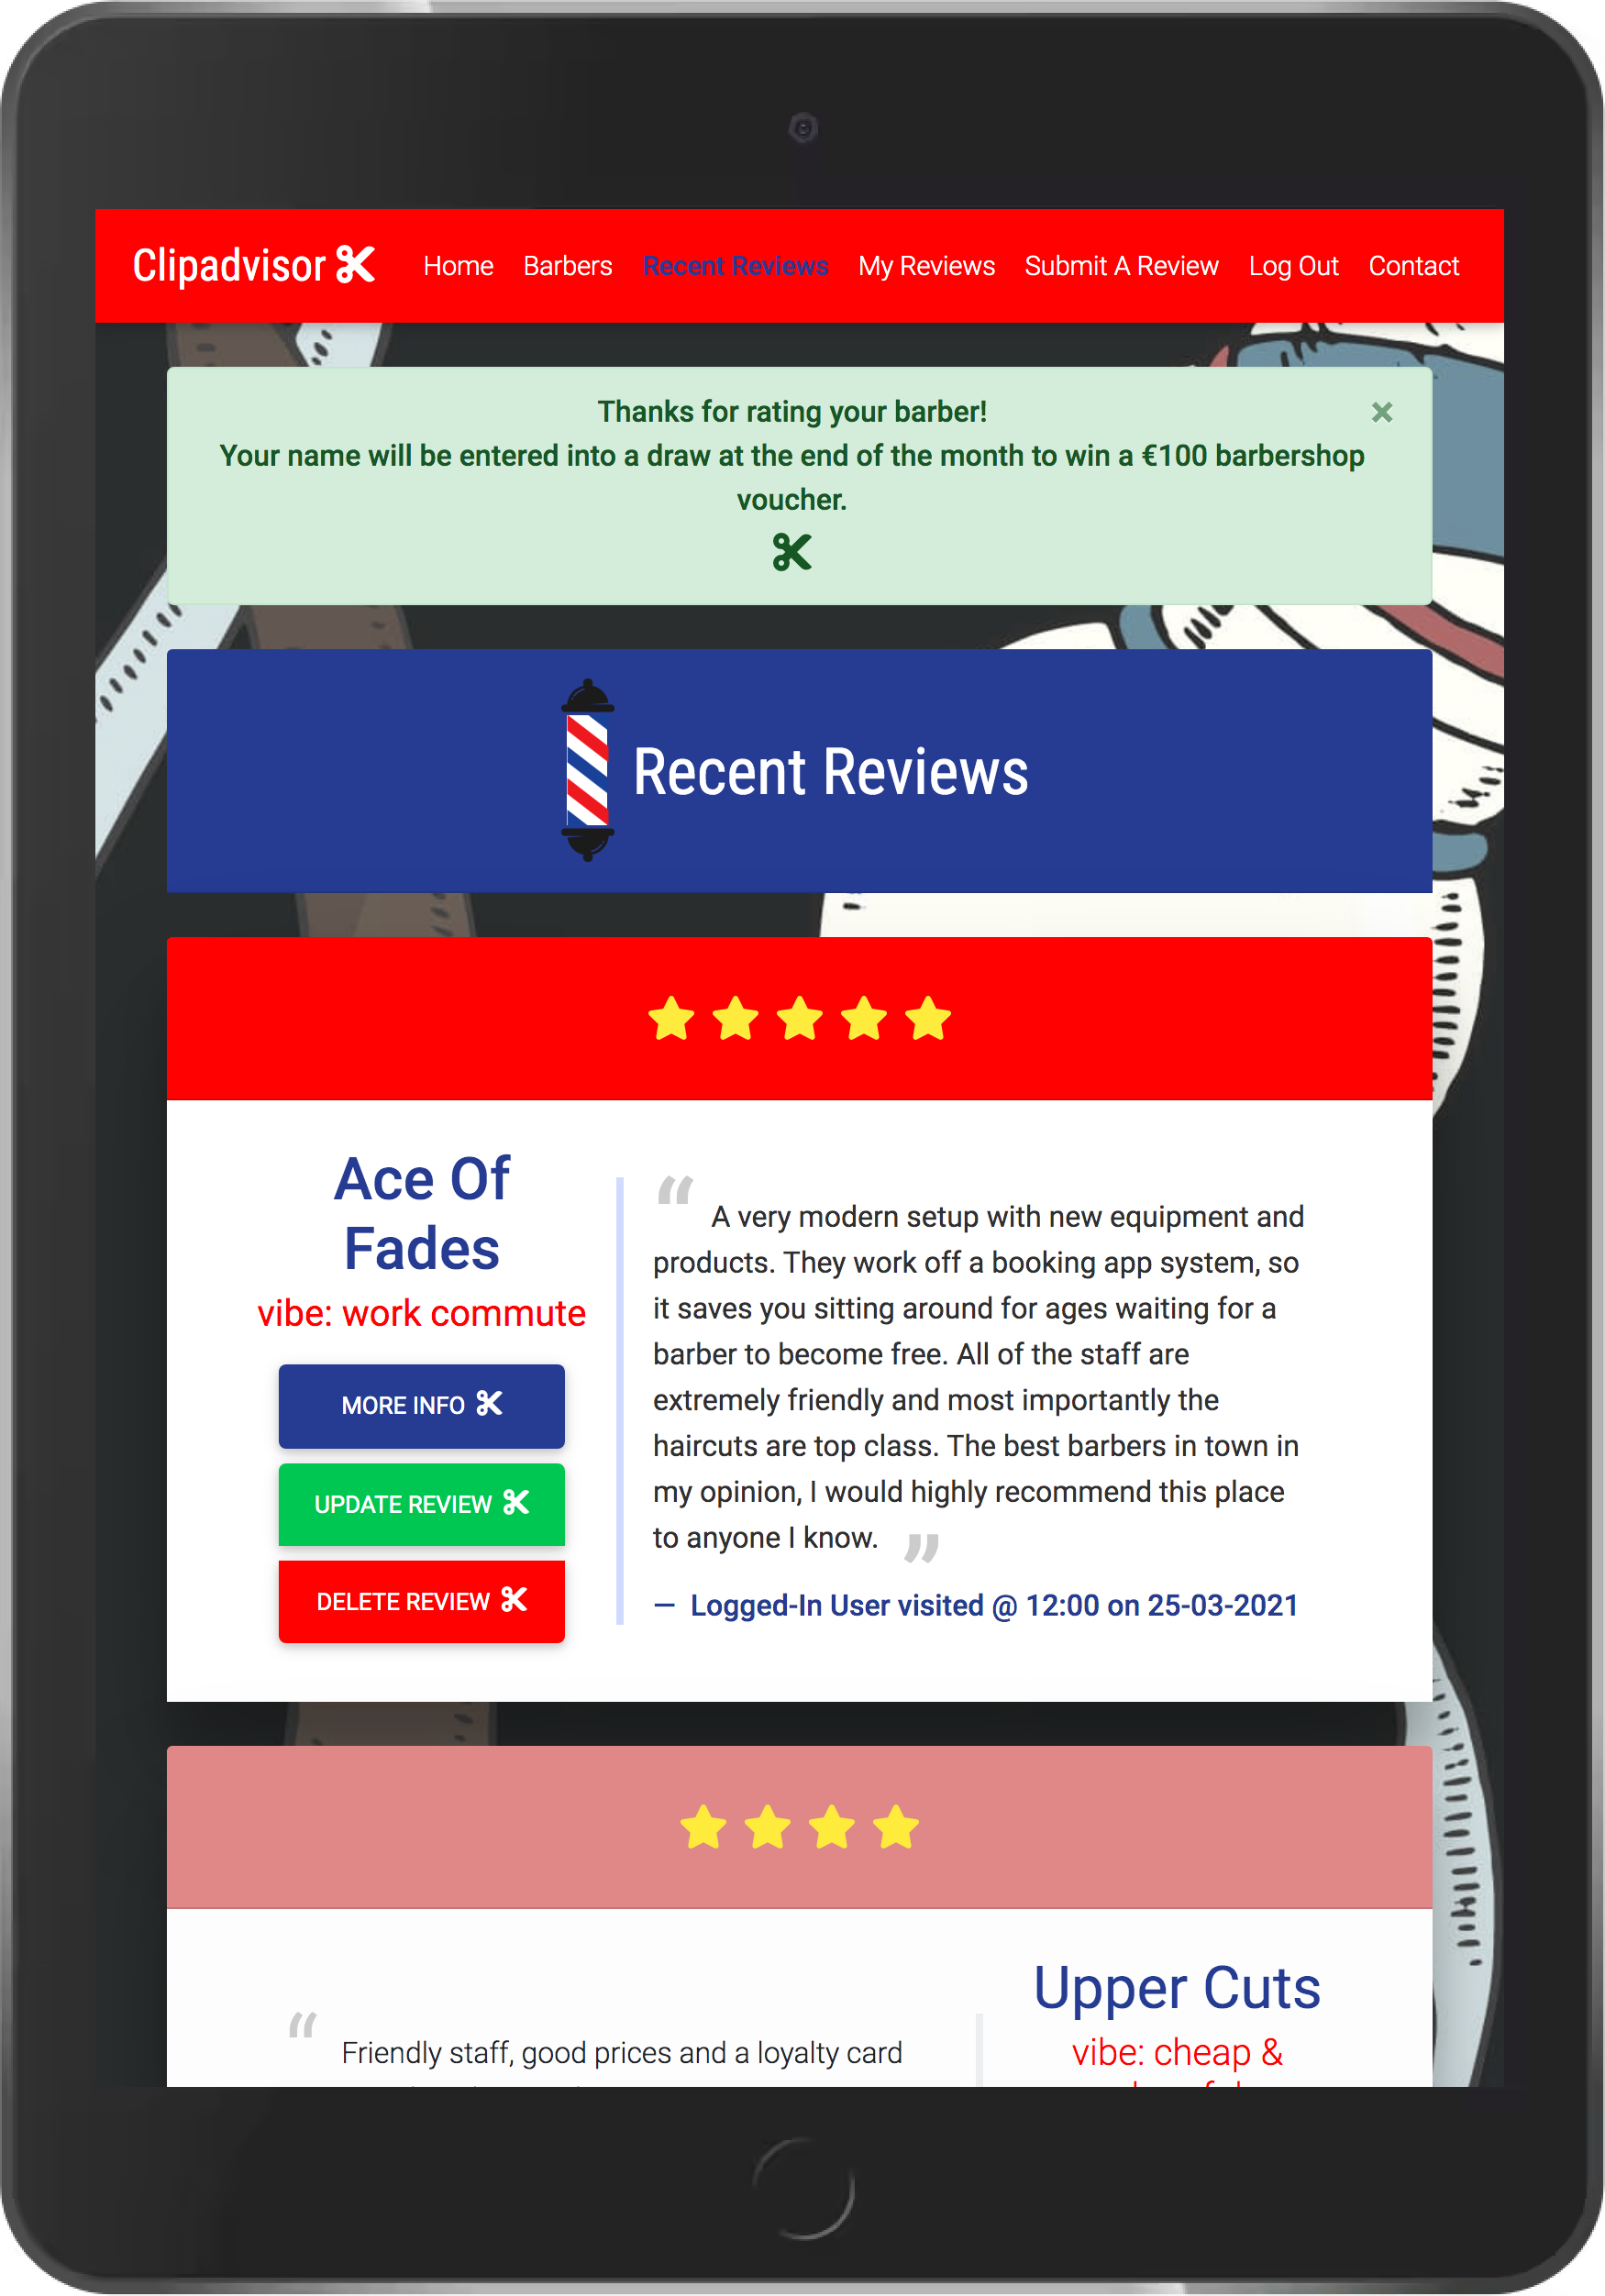 Clipadvisor Home Barbers Recent Reviews My Reviews Submit A Review Log Out Contact
Thanks for rating your barber!
Your name will be entered into a draw at the end of the month to win a €100 barbershop
voucher.
Recent Reviews
Ace Of
Fades
vibe: work commute
MORE INFO
UPDATE REVIEW
DELETE REVIEW
“ A very modern setup with new equipment and
products. They work off a booking app system, so
it saves you sitting around for ages waiting for a
barber to become free. All of the staff are
extremely friendly and most importantly the
haircuts are top class. The best barbers in town in
my opinion, I would highly recommend this place
to anyone I know. ”
— Logged-In User visited @ 12:00 on 25-03-2021
“ Friendly staff, good prices and a loyalty card
Upper Cuts
vibe: cheap &